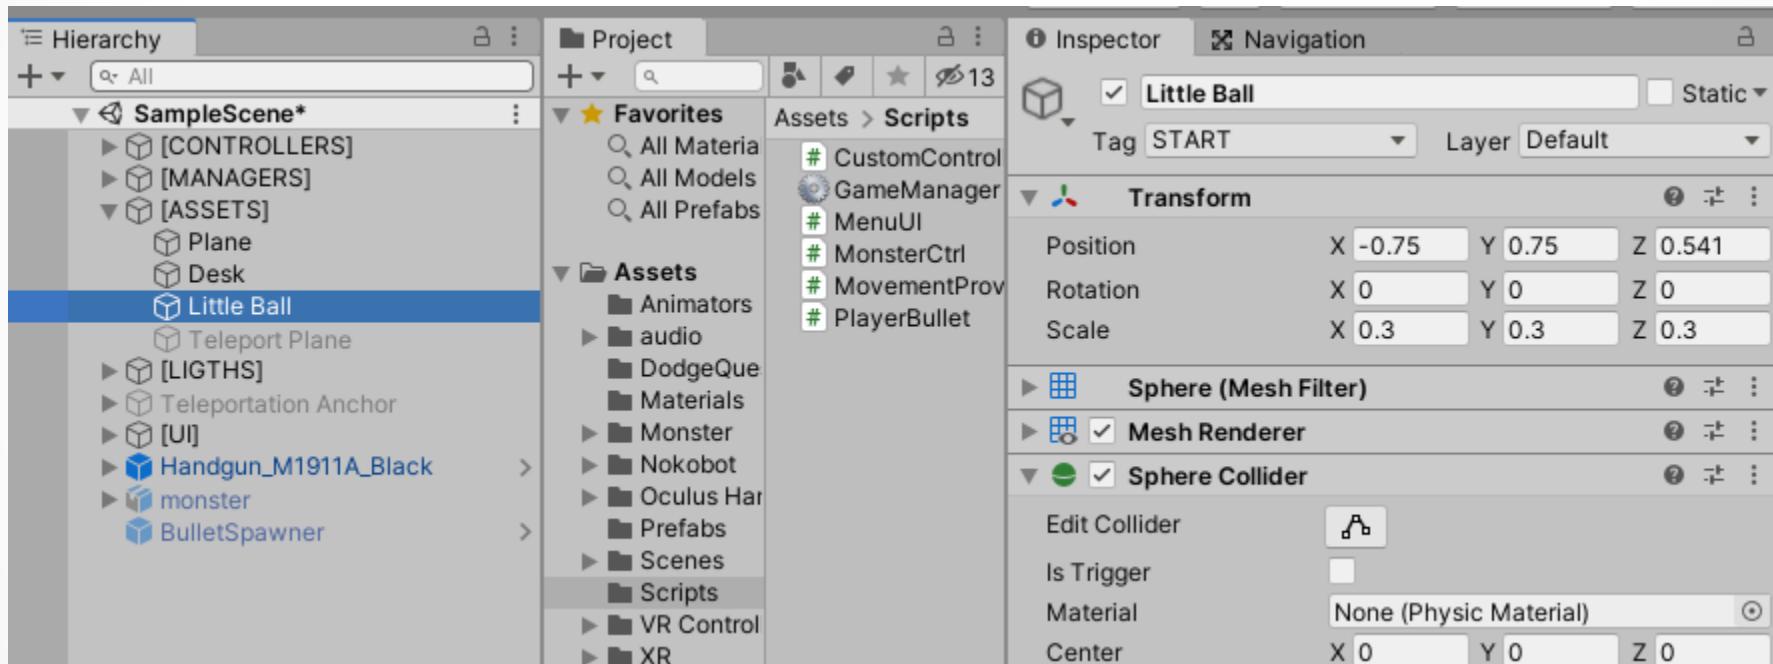 Hierarchy
All
SampleScene*
[CONTROLLERS]
[MANAGERS]
[ASSETS]
Plane
Desk
Little Ball
Teleport Plane
[LIGTHS]
Teleportation Anchor
[UI]
Handgun_M1911A_Black
monster
BulletSpawner
Project
13
Favorites
All Materia
All Models
All Prefabs
Assets
Animators
audio
DodgeQue
Materials
Monster
Nokobot
Oculus Har
Prefabs
Scenes
Scripts
VR Control
XR
Assets > Scripts
CustomControl
GameManager
MenuUI
MonsterCtrl
MovementProv
PlayerBullet
Inspector Navigation
Little Ball Static
Tag START Layer Default
Transform
Position X -0.75 Y 0.75 Z 0.541
Rotation X 0 Y 0 Z 0
Scale X 0.3 Y 0.3 Z 0.3
Sphere (Mesh Filter)
Mesh Renderer
Sphere Collider
Edit Collider
Is Trigger
Material None (Physic Material)
Center X 0 Y 0 Z 0